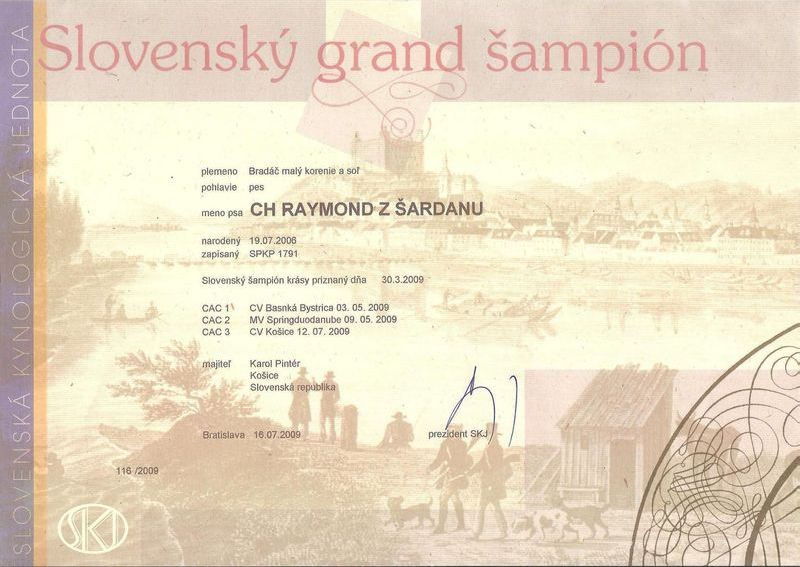 Slovenský grand šampión
SLOVENSKÁ KYNOLOGICKÁ JEDNOTA
plemeno Bradáč malý korenie a soľ
pohlavie pes
meno psa CH RAYMOND Z ŠARDANU
narodený 19.07.2006
zapísaný SPKP 1791
Slovenský šampión krásy priznaný dňa 30.3.2009
CAC 1 CV Basnká Bystrica 03. 05. 2009
CAC 2 MV Springduodanube 09. 05. 2009
CAC 3 CV Košice 12. 07. 2009
majiteľ Karol Pintér
Košice
Slovenská republika
Bratislava 16.07.2009
prezident SKJ
116 /2009
SKJ